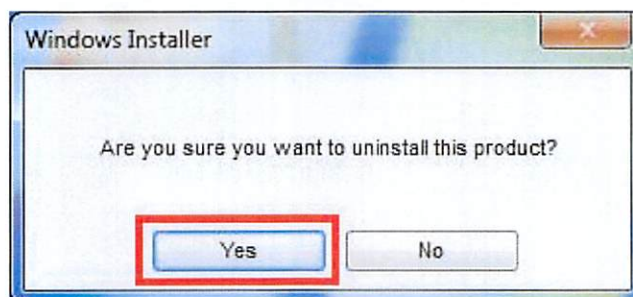 Windows Installer
Are you sure you want to uninstall this product?
Yes
No